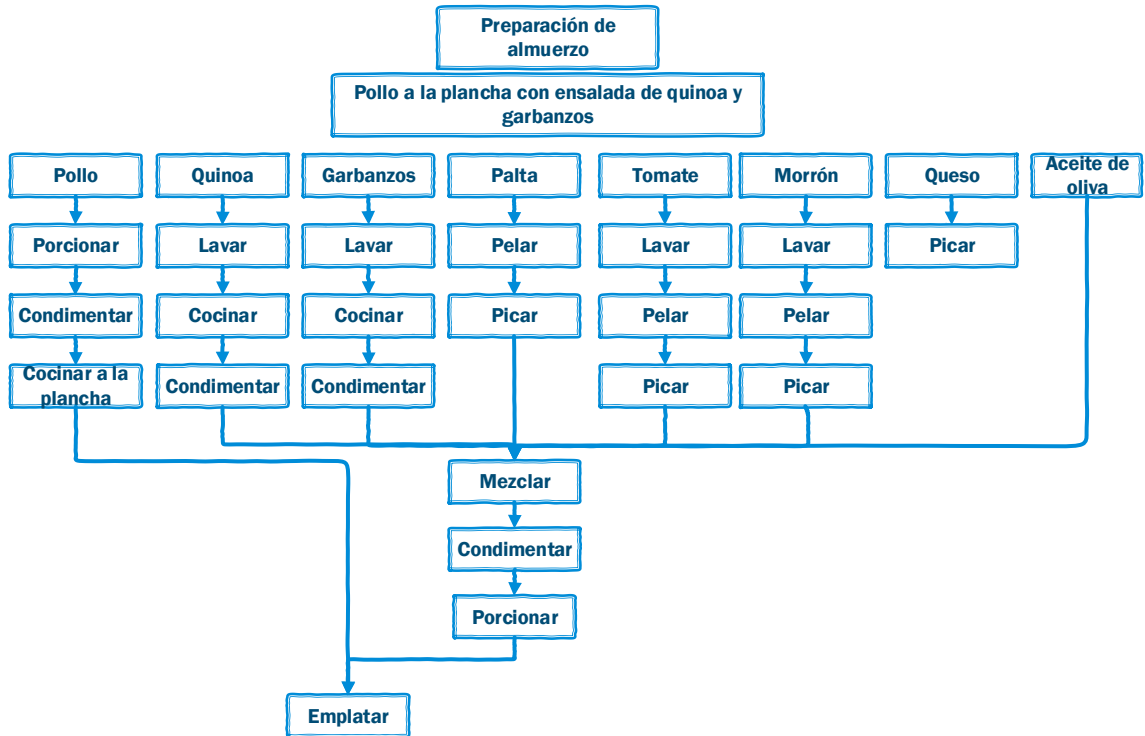 Preparación de
almuerzo
Pollo a la plancha con ensalada de quinoa y
garbanzos
Pollo
Quinoa
Garbanzos
Palta
Tomate
Morrón
Queso
Aceite de
oliva
Porcionar
Lavar
Lavar
Pelar
Lavar
Lavar
Picar
Condimentar
Cocinar
Cocinar
Picar
Pelar
Pelar
Cocinar a la
plancha
Condimentar
Condimentar
Picar
Picar
Mezclar
Condimentar
Porcionar
Emplatar